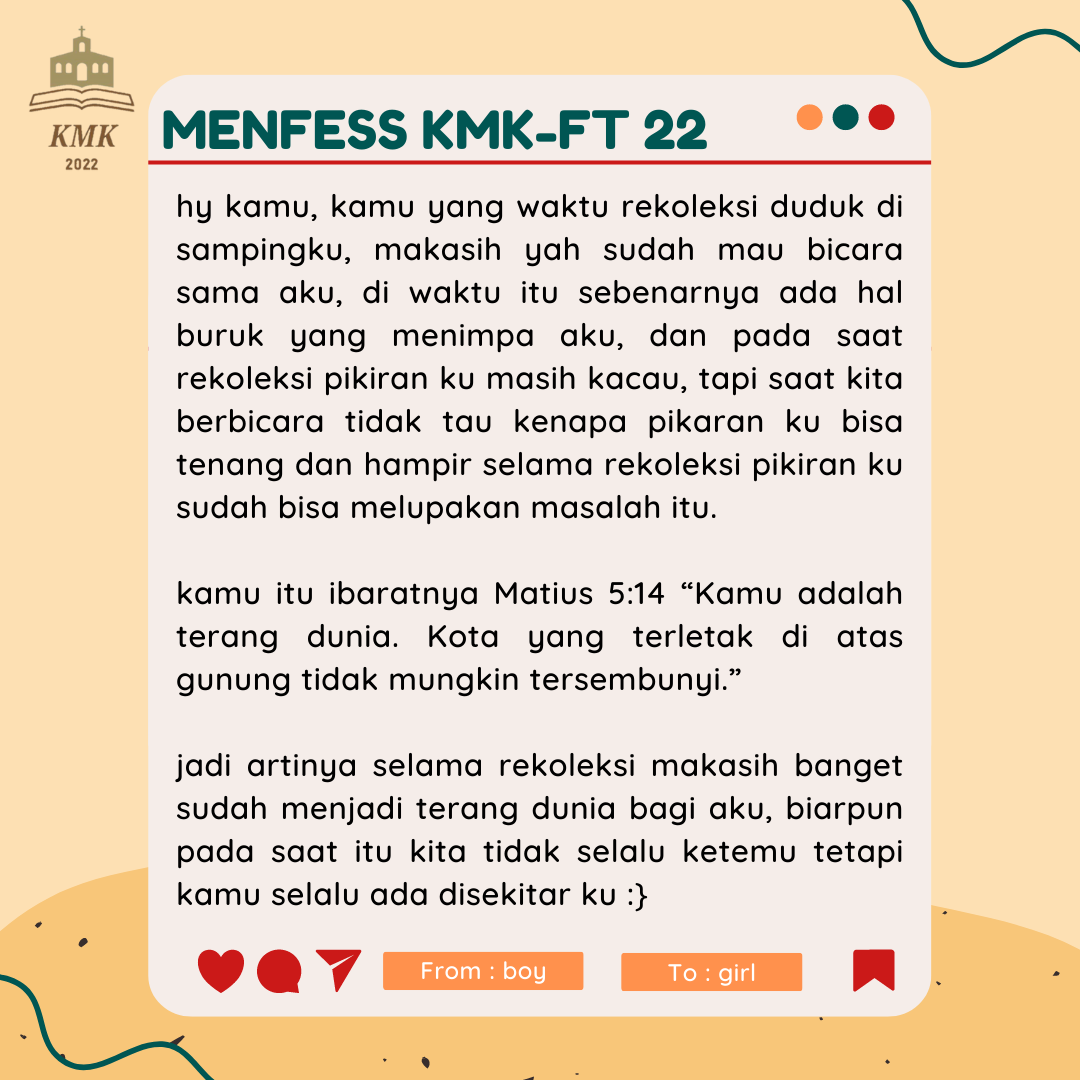 KMK
2022
MENFESS KMK-FT 22
hy kamu, kamu yang waktu rekoleksi duduk di
sampingku, makasih yah sudah mau bicara
sama aku, di waktu itu sebenarnya ada hal
buruk yang menimpa aku, dan pada saat
rekoleksi pikiran ku masih kacau, tapi saat kita
berbicara tidak tau kenapa pikaran ku bisa
tenang dan hampir selama rekoleksi pikiran ku
sudah bisa melupakan masalah itu.
kamu itu ibaratnya Matius 5:14 “Kamu adalah
terang dunia. Kota yang terletak di atas
gunung tidak mungkin tersembunyi.”
jadi artinya selama rekoleksi makasih banget
sudah menjadi terang dunia bagi aku, biarpun
pada saat itu kita tidak selalu ketemu tetapi
kamu selalu ada disekitar ku :}
From : boy
To : girl